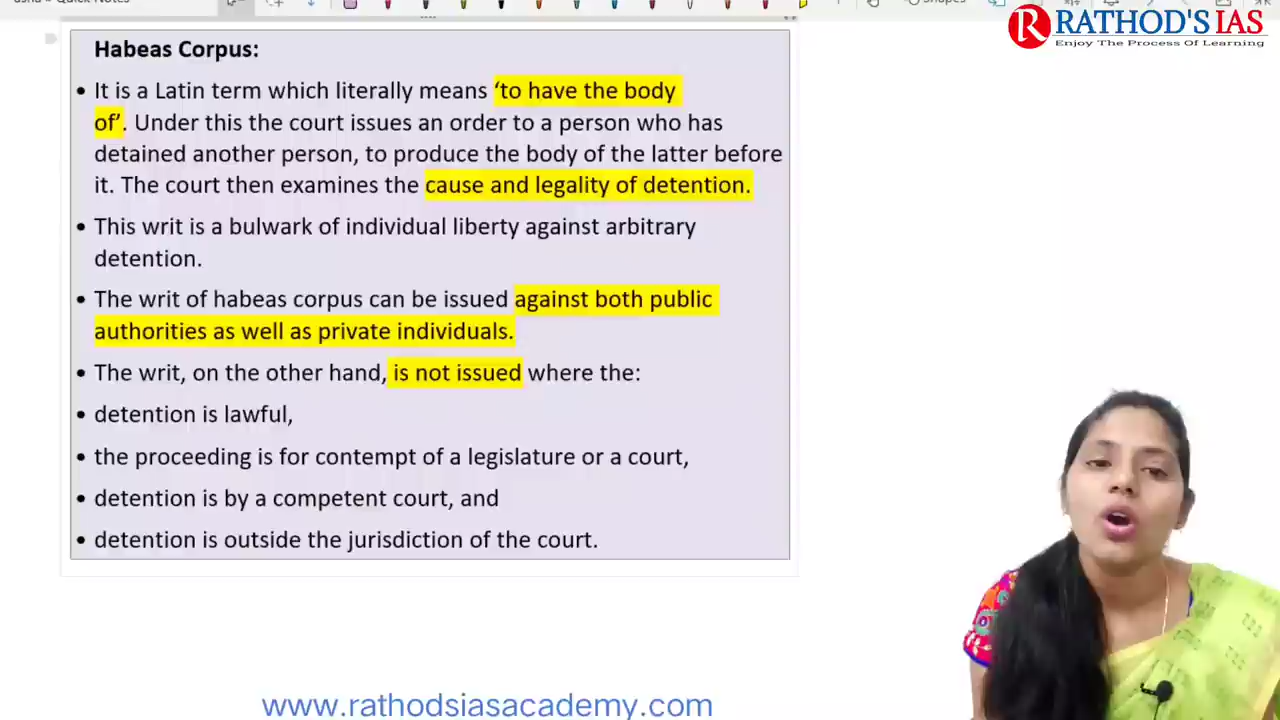 Quick Notes
Shapes
RATHOD'S IAS
Enjoy The Process Of Learning
Habeas Corpus:
• It is a Latin term which literally means ‘to have the body
of’. Under this the court issues an order to a person who has
detained another person, to produce the body of the latter before
it. The court then examines the cause and legality of detention.
• This writ is a bulwark of individual liberty against arbitrary
detention.
• The writ of habeas corpus can be issued against both public
authorities as well as private individuals.
• The writ, on the other hand, is not issued where the:
• detention is lawful,
• the proceeding is for contempt of a legislature or a court,
• detention is by a competent court, and
• detention is outside the jurisdiction of the court.
www.rathodsiasacademy.com